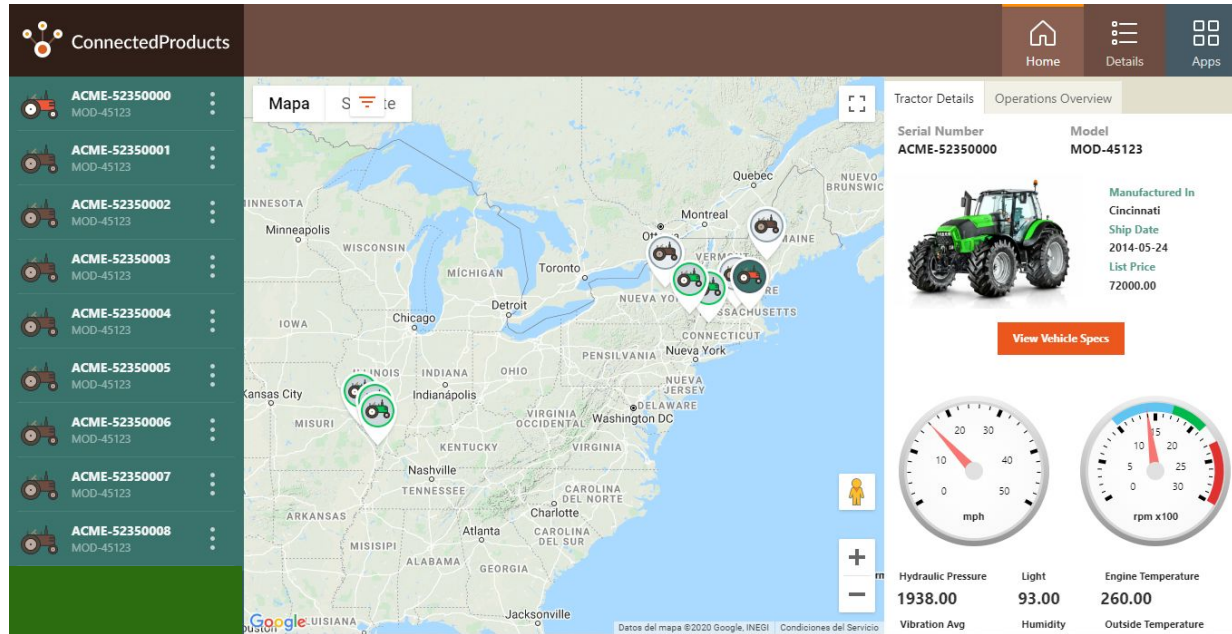 ConnectedProducts
Home
Details
Apps
ACME-52350000
MOD-45123
ACME-52350001
MOD-45123
ACME-52350002
MOD-45123
ACME-52350003
MOD-45123
ACME-52350004
MOD-45123
ACME-52350005
MOD-45123
ACME-52350006
MOD-45123
ACME-52350007
MOD-45123
ACME-52350008
MOD-45123
Mapa
Quebec
NUEVO
BRUNSWIC
Minneapolis
WISCONSIN
Montreal
MAINE
VERMONT
MÍCHIGAN
Toronto
NUEVA YO
Detroit
Chicago
IOWA
SSACHUSETTS
CONNECTICUT
PENSILVANIA
Nueva York
INDIANA
OHIO
NUEVA
JERSEY
Kansas City
Indianápolis
DELAWARE
Washington DC
VIRGINIA
OCCIDENTAL
MISURI
KENTUCKY
VIRGINIA
Nashville
TENNESSEE
CAROLINA
DEL NORTE
Charlotte
ARKANSAS
Atlanta
CAROLINA
DEL SUR
MISISIPI
ALABAMA
GEORGIA
Jacksonville
LUISIANA
Google
Datos del mapa ©2020 Google, INEGI
Condiciones del Servicio
Tractor Details
Operations Overview
Serial Number
Model
ACME-52350000
MOD-45123
Manufactured In
Cincinnati
Ship Date
2014-05-24
List Price
72000.00
View Vehicle Specs
0
10
20
30
40
50
mph
0
5
10
15
20
25
30
rpm x100
Hydraulic Pressure
Light
Engine Temperature
1938.00
93.00
260.00
Vibration Avg
Humidity
Outside Temperature